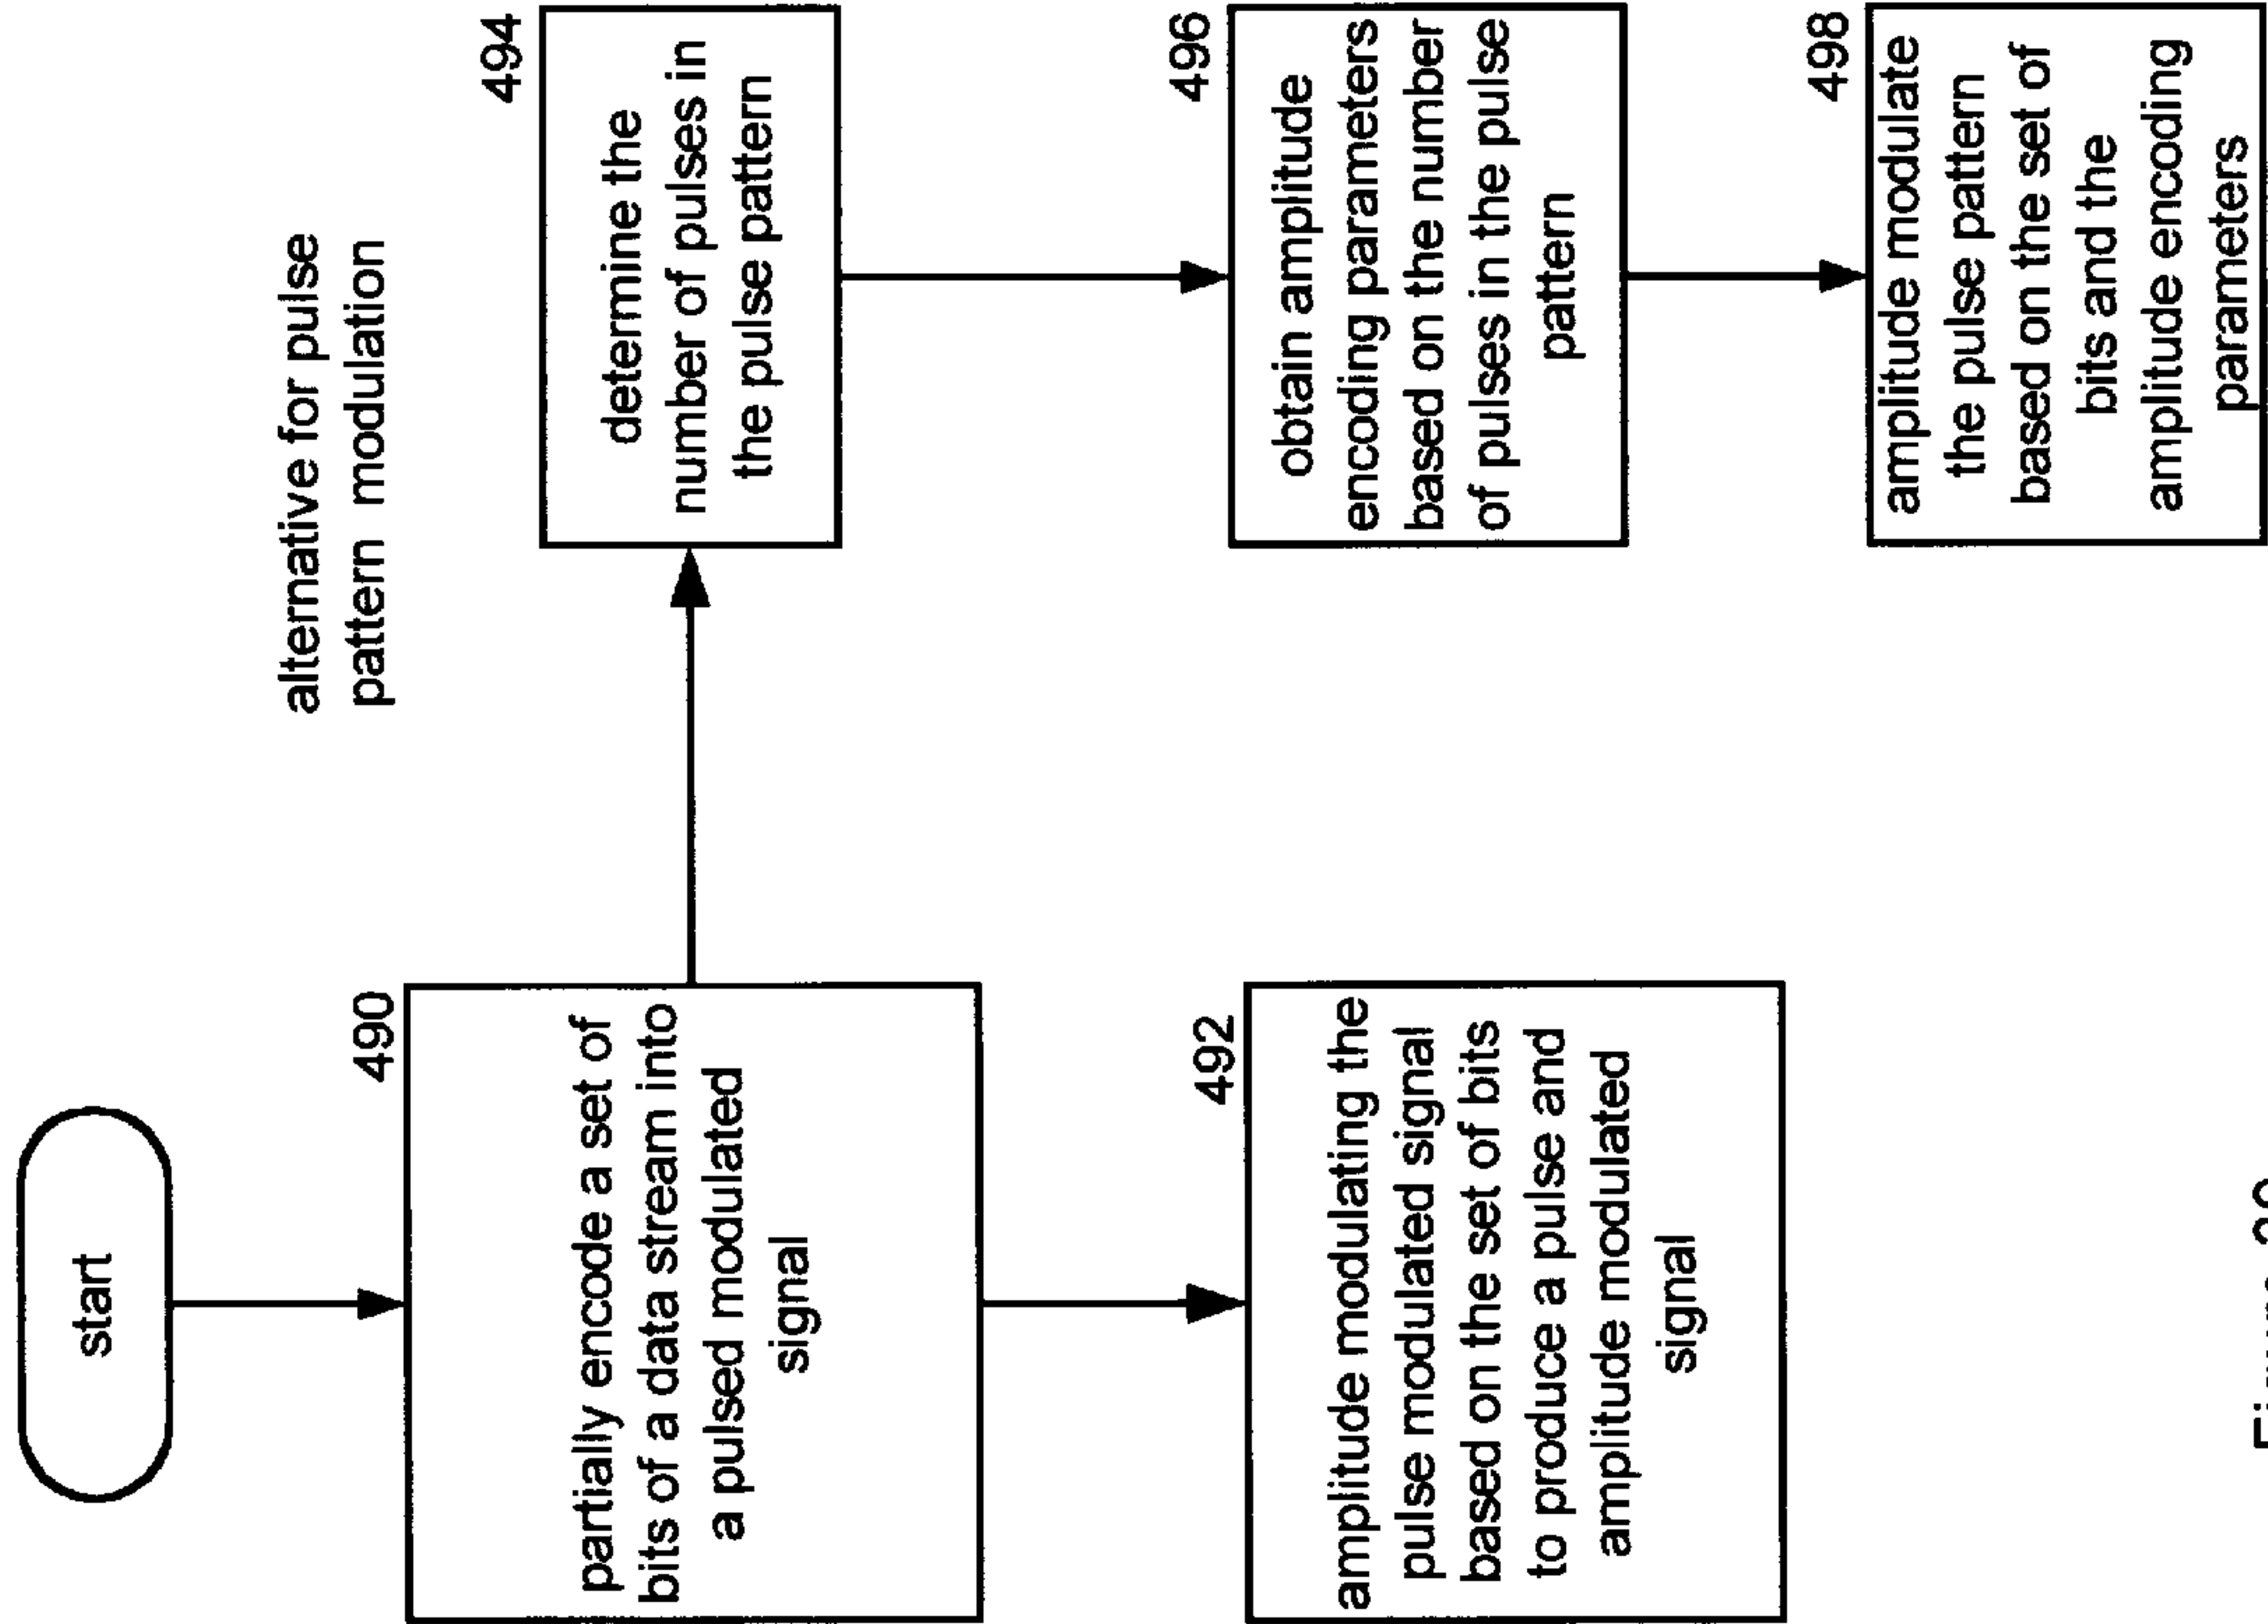 start
490
partially encode a set of
bits of a data stream into
a pulsed modulated
signal
492
amplitude modulating the
pulse modulated signal
based on the set of bits
to produce a pulse and
amplitude modulated
signal
alternative for pulse
pattern modulation
494
determine the
number of pulses in
the pulse pattern
496
obtain amplitude
encoding parameters
based on the number
of pulses in the pulse
pattern
498
amplitude modulate
the pulse pattern
based on the set of
bits and the
amplitude encoding
parameters
Figure